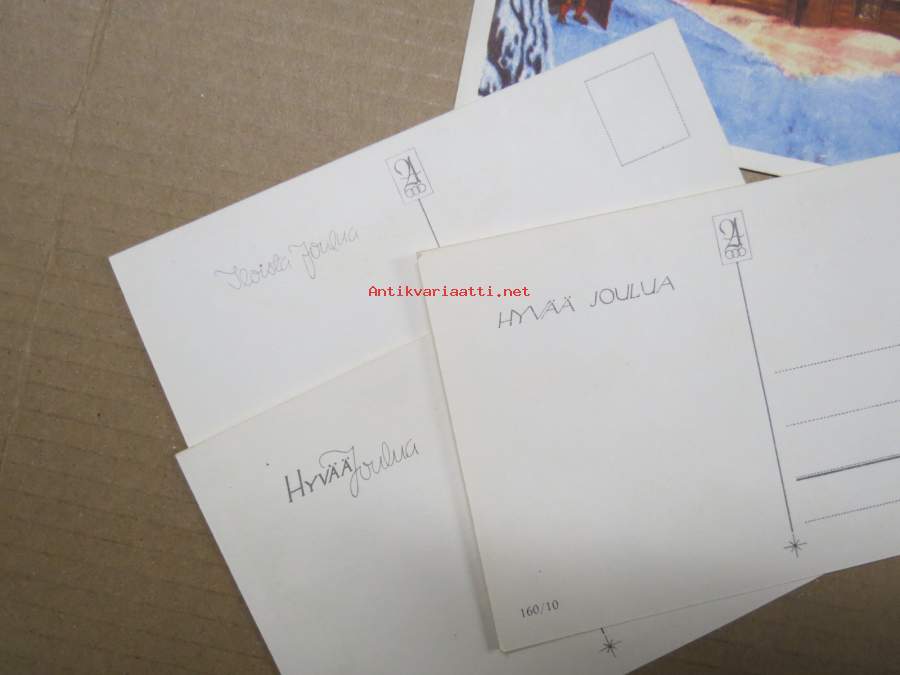 Iloista Joulua
Antikvariaatti.net
HYVÄÄ JOULUA
HYVÄÄ Joulua
160/10